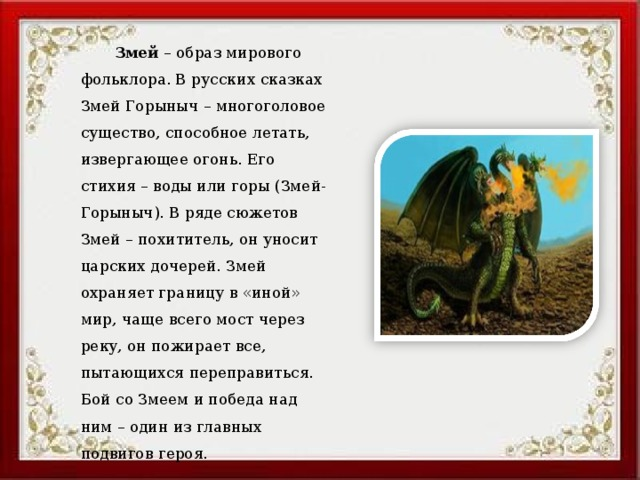 Змей – образ мирового
фольклора. В русских сказках
Змей Горыныч – многоголовое
существо, способное летать,
извергающее огонь. Его
стихия – воды или горы (Змей-
Горыныч). В ряде сюжетов
Змей – похититель, он уносит
царских дочерей. Змей
охраняет границу в «иной»
мир, чаще всего мост через
реку, он пожирает все,
пытающихся переправиться.
Бой со Змеем и победа над
ним – один из главных
подвигов героя.